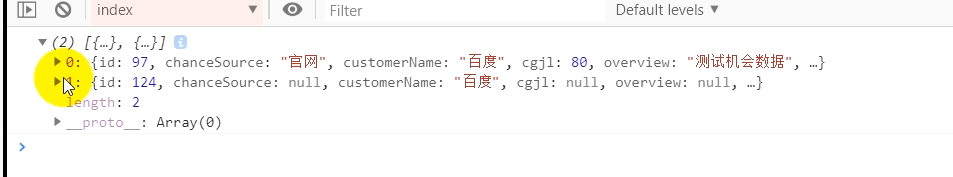 index Filter Default levels
(2) [{…}, {…}]
0: {id: 97, chanceSource: "官网", customerName: "百度", cgjl: 80, overview: "测试机会数据", …}
1: {id: 124, chanceSource: null, customerName: "百度", cgjl: null, overview: null, …}
length: 2
__proto__: Array(0)